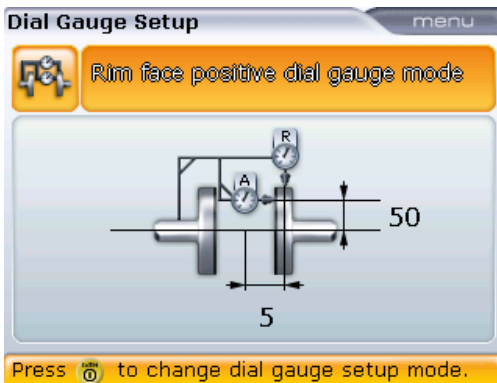 Dial Gauge Setup
menu
Rim face positive dial gauge mode
R
A
50
5
Press to change dial gauge setup mode.